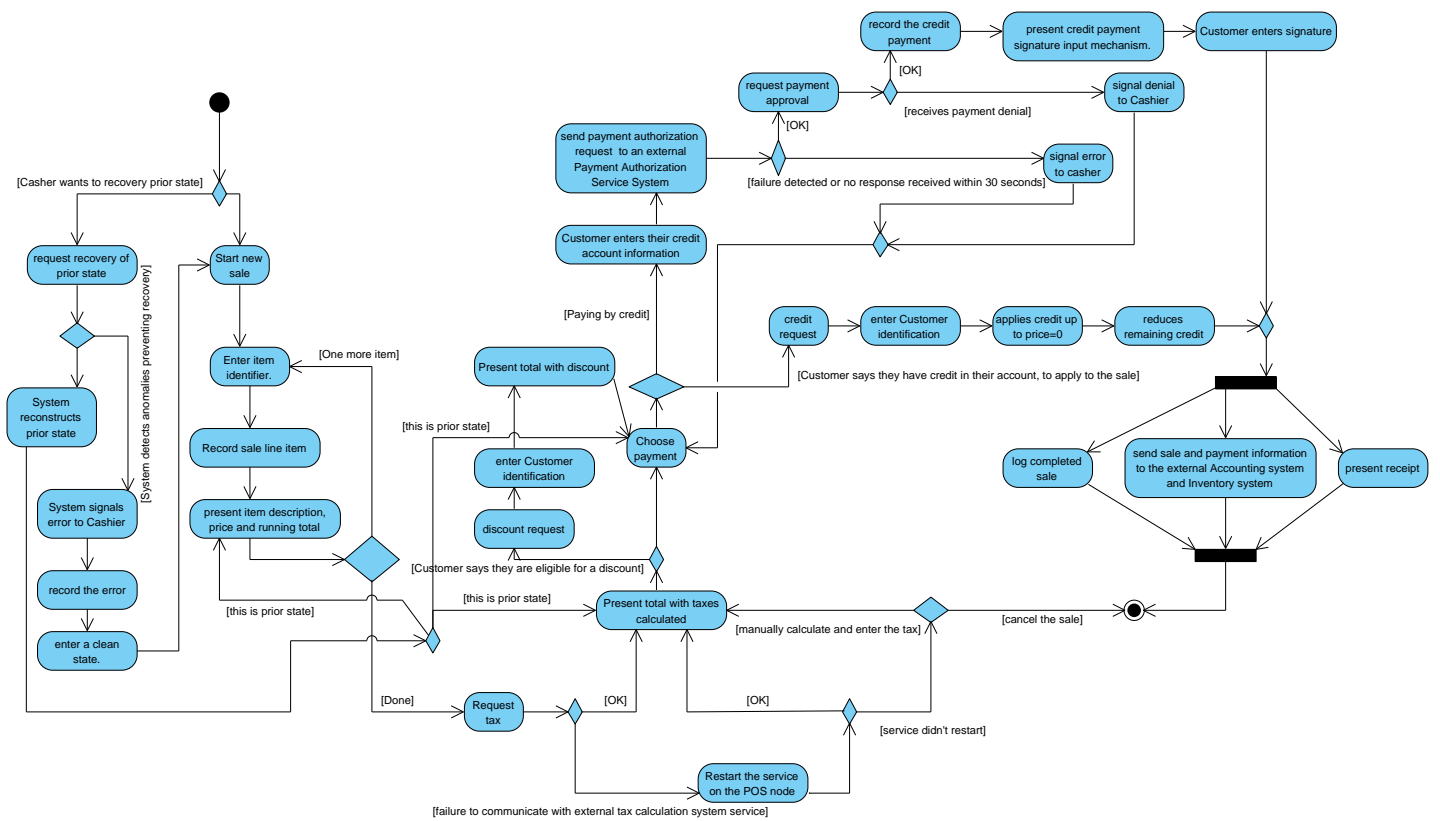 record the credit
payment
present credit payment
signature input mechanism.
Customer enters signature
[OK]
request payment
approval
signal denial
to Cashier
[receives payment denial]
[OK]
send payment authorization
request to an external
Payment Authorization
Service System
signal error
to casher
[failure detected or no response received within 30 seconds]
[Casher wants to recovery prior state]
request recovery of
prior state
Start new
sale
Customer enters their credit
account information
[System detects anomalies preventing recovery]
[Paying by credit]
credit
request
enter Customer
identification
applies credit up
to price=0
reduces
remaining credit
[One more item]
Enter item
identifier.
Present total with discount
[Customer says they have credit in their account, to apply to the sale]
System
reconstructs
prior state
[this is prior state]
Choose
payment
Record sale line item
enter Customer
identification
log completed
sale
send sale and payment information
to the external Accounting system
and Inventory system
present receipt
System signals
error to Cashier
present item description,
price and running total
discount request
[Customer says they are eligible for a discount]
record the error
[this is prior state]
[this is prior state]
Present total with taxes
calculated
[manually calculate and enter the tax]
[cancel the sale]
enter a clean
state.
[Done]
Request
tax
[OK]
[OK]
[service didn't restart]
Restart the service
on the POS node
[failure to communicate with external tax calculation system service]